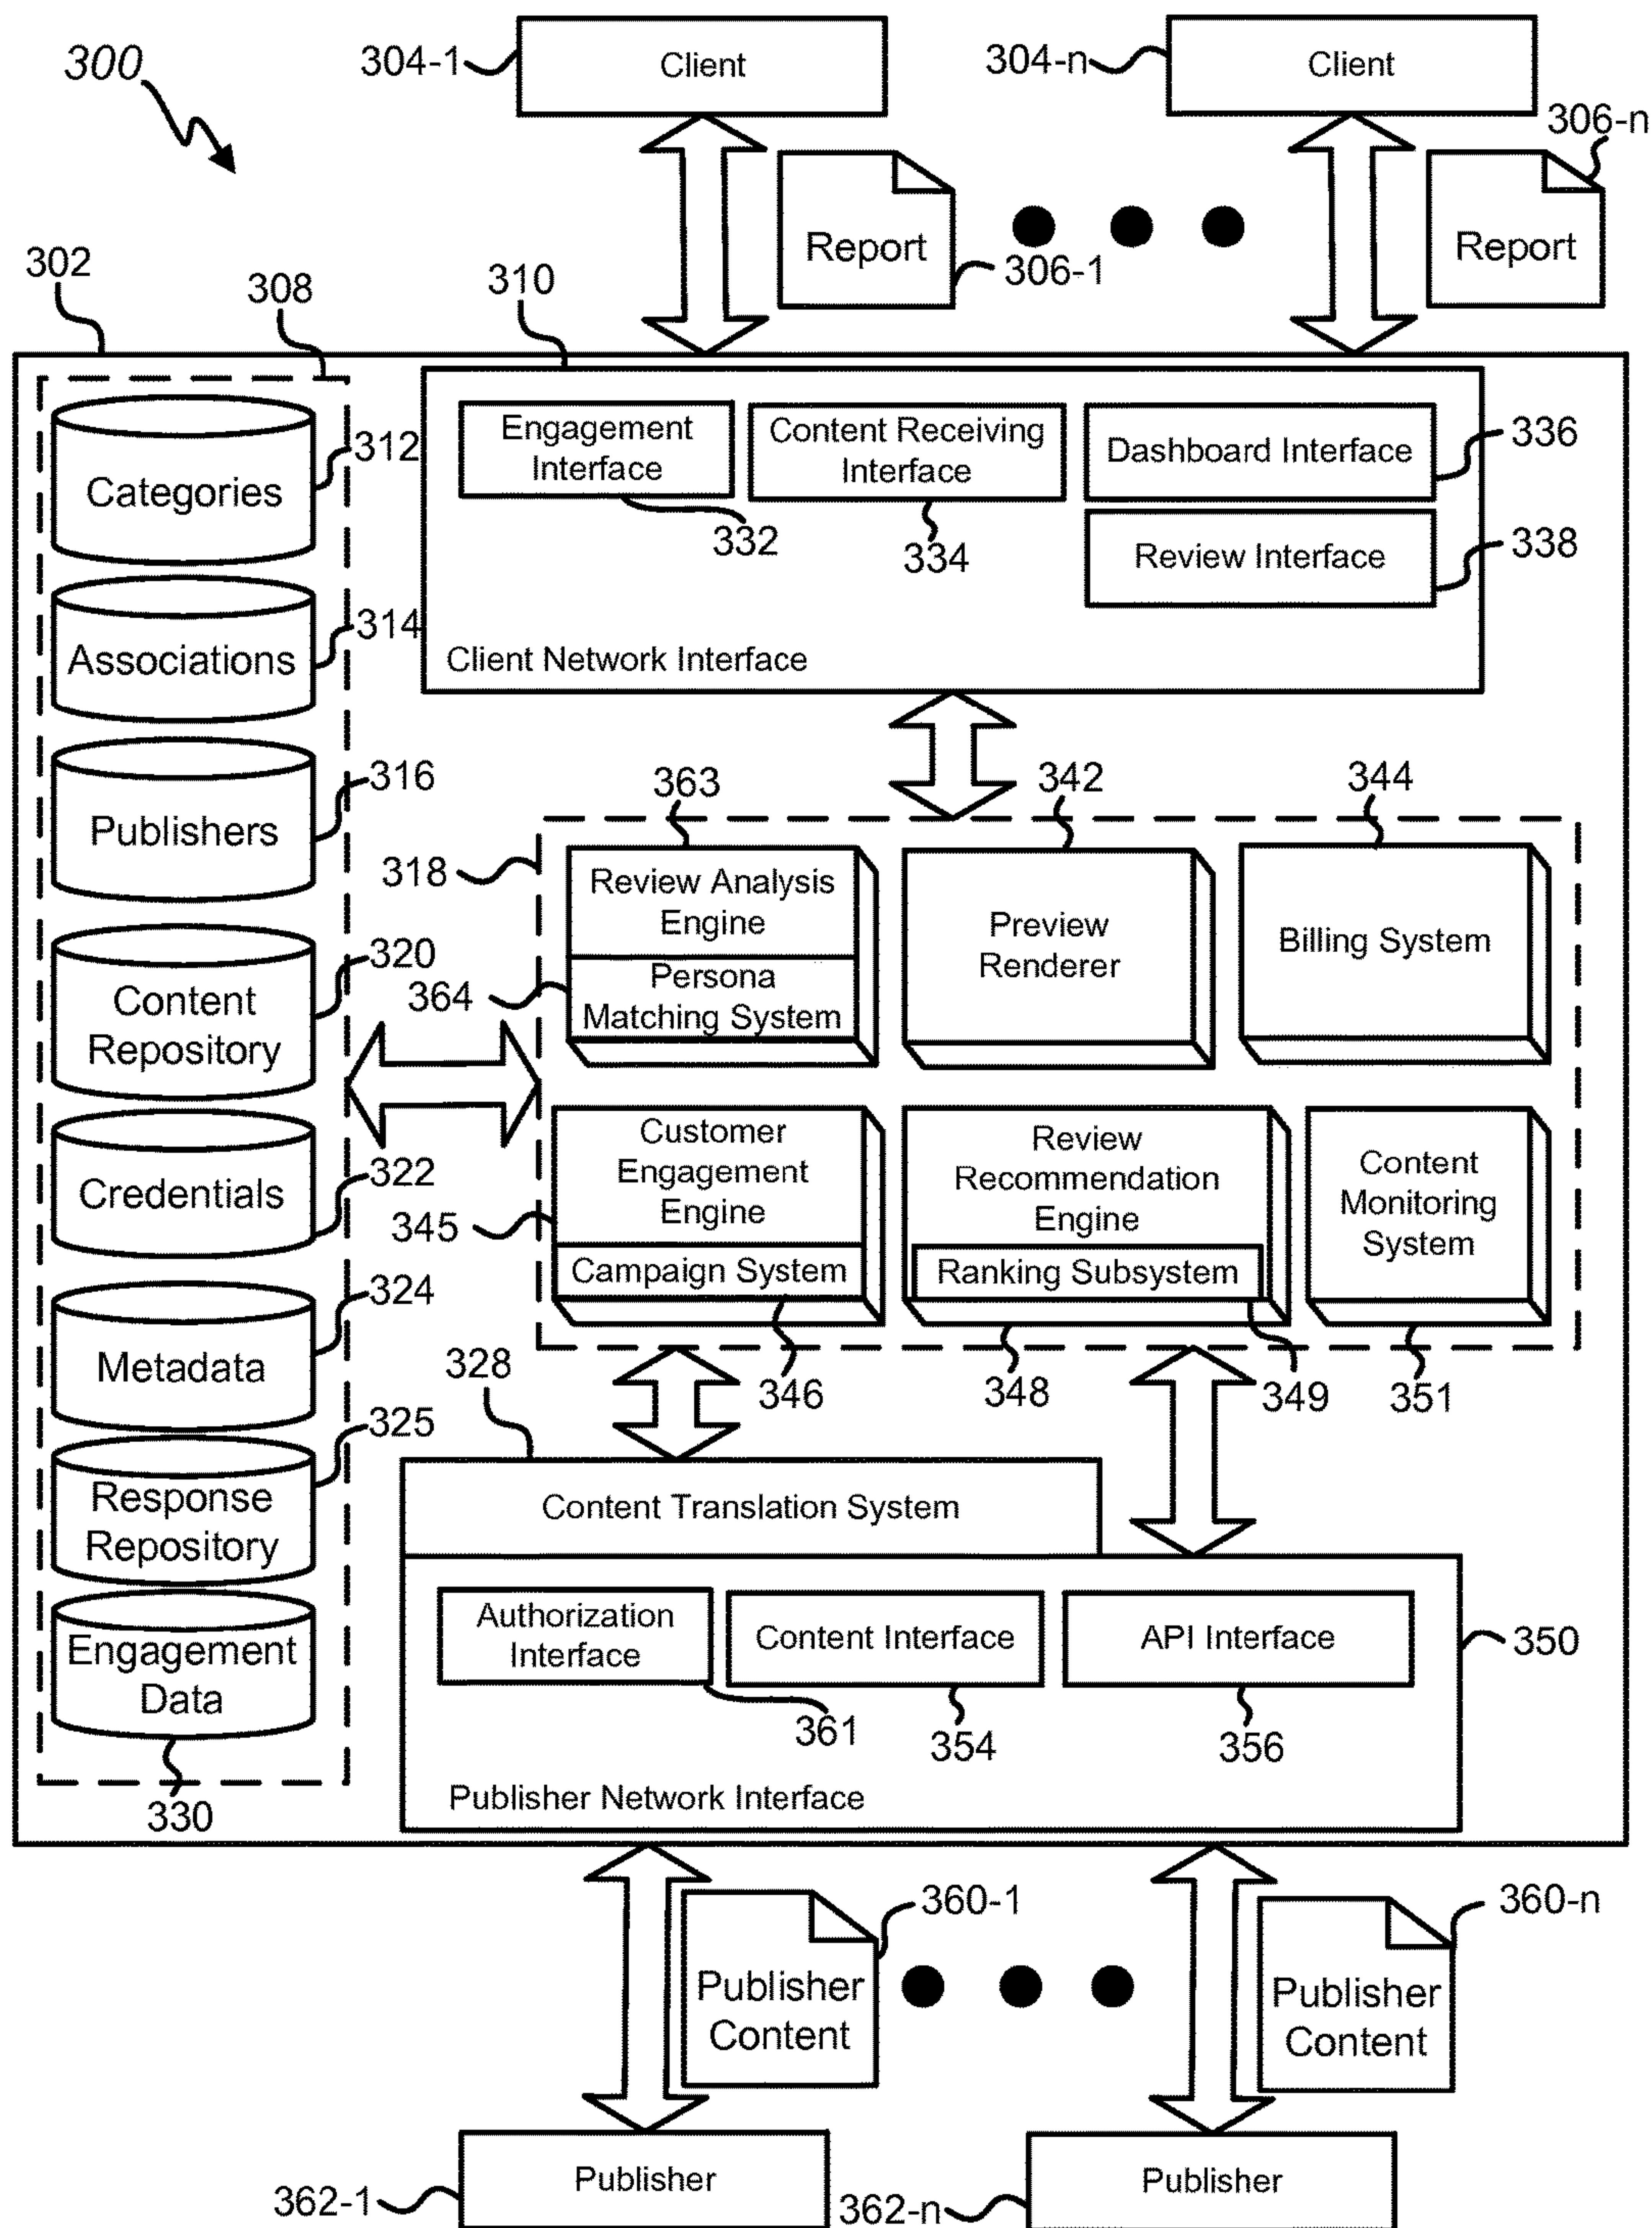 300
304-1
Client
304-n
Client
306-n
Report
306-1
Report
302
308
310
312
Categories
Engagement
Interface
332
Content Receiving
Interface
334
Dashboard Interface
336
Review Interface
338
Client Network Interface
314
Associations
316
Publishers
320
Content
Repository
322
Credentials
324
Metadata
325
Response
Repository
Engagement
Data
330
318
363
Review Analysis
Engine
364
Persona
Matching System
342
Preview
Renderer
344
Billing System
345
Customer
Engagement
Engine
Campaign System
346
Review
Recommendation
Engine
Ranking Subsystem
348
349
Content
Monitoring
System
351
328
Content Translation System
Authorization
Interface
361
Content Interface
354
API Interface
356
350
Publisher Network Interface
360-1
Publisher
Content
360-n
Publisher
Content
362-1
Publisher
362-n
Publisher